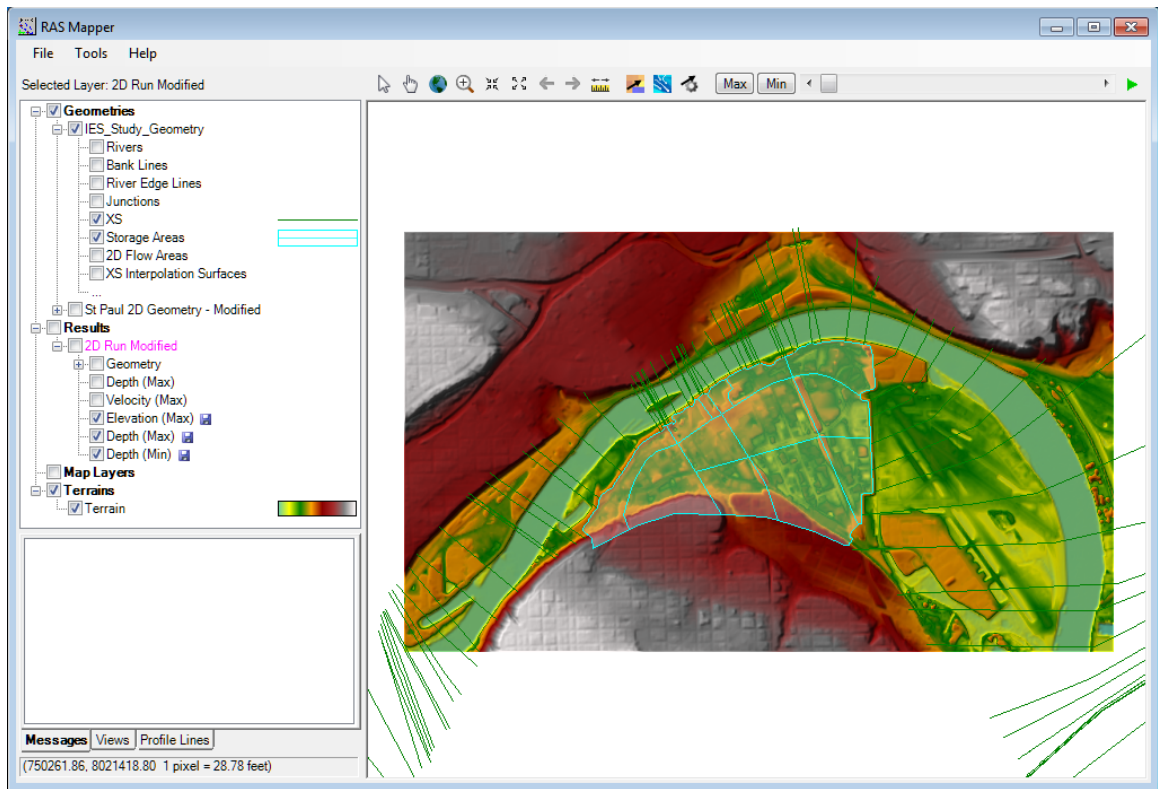 RAS Mapper
File Tools Help
Selected Layer: 2D Run Modified
Max Min
Geometries
IES_Study_Geometry
Rivers
Bank Lines
River Edge Lines
Junctions
XS
Storage Areas
2D Flow Areas
XS Interpolation Surfaces
...
St Paul 2D Geometry - Modified
Results
2D Run Modified
Geometry
Depth (Max)
Velocity (Max)
Elevation (Max)
Depth (Max)
Depth (Min)
Map Layers
Terrains
Terrain
Messages Views Profile Lines
(750261.86, 8021418.80 1 pixel = 28.78 feet)